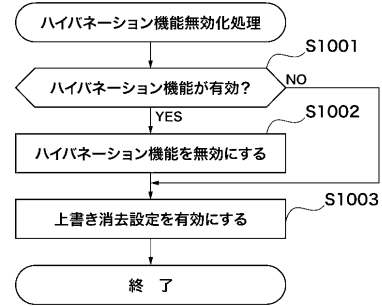 ハイバネーション機能無効化処理
S1001
ハイバネーション機能が有効？
NO
YES
S1002
ハイバネーション機能を無効にする
S1003
上書き消去設定を有効にする
終 了